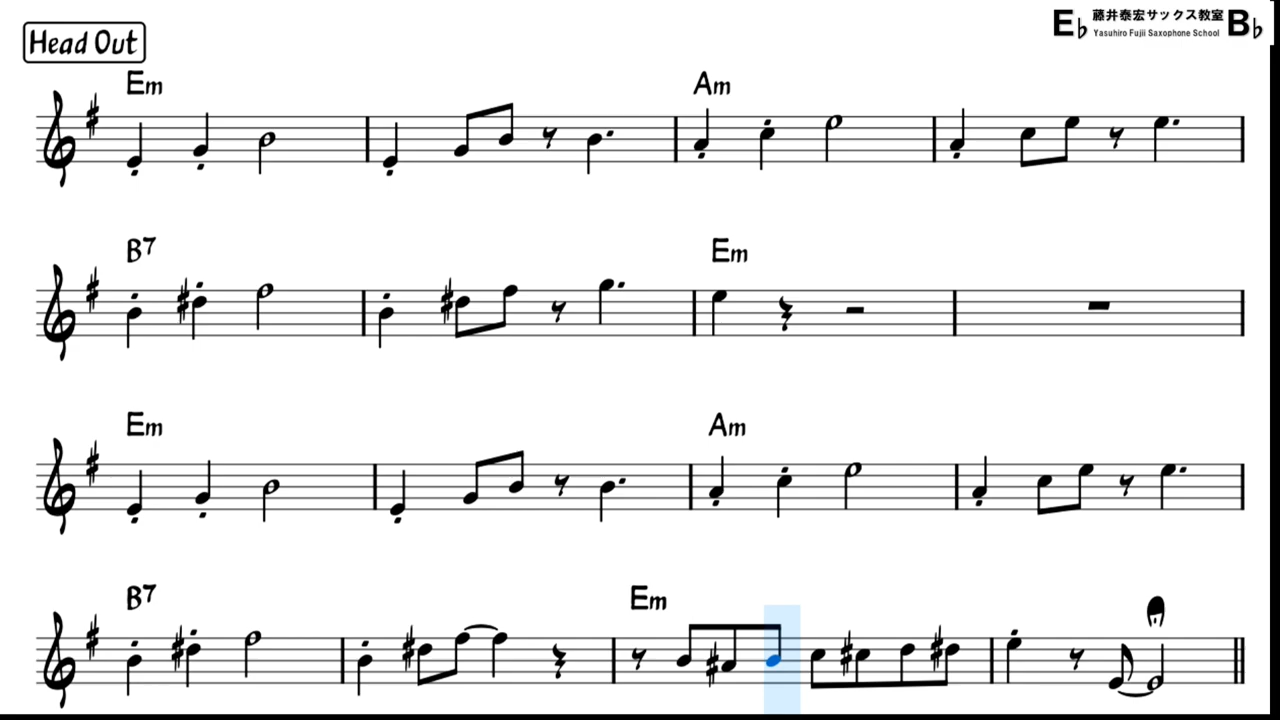 Head Out
E♭ 藤井泰宏サックス教室 B♭
Yasuhiro Fujii Saxophone School
Em Am
B7 Em
Em Am
B7 Em